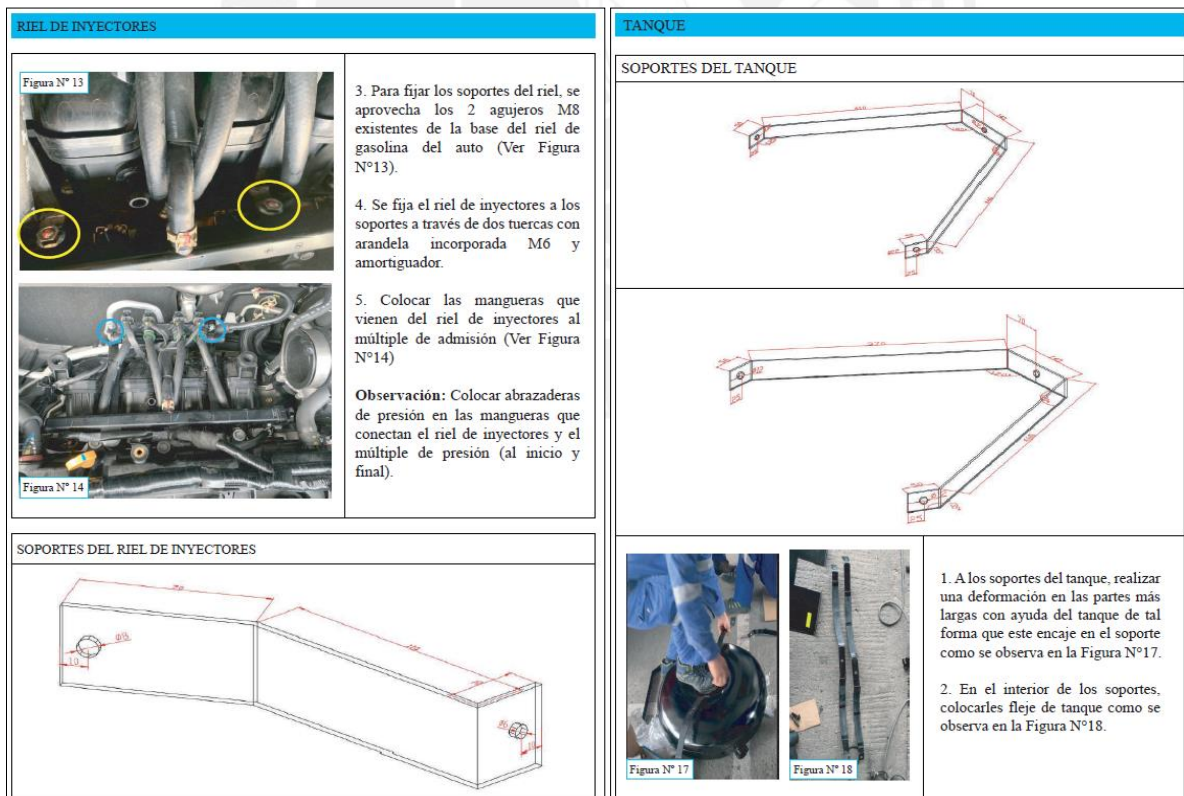 RIEL DE INYECTORES
Figura N° 13
3. Para fijar los soportes del riel, se
aprovecha los 2 agujeros M8
existentes de la base del riel de
gasolina del auto (Ver Figura
N°13).
4. Se fija el riel de inyectores a los
soportes a través de dos tuercas con
arandela incorporada M6 y
amortiguador.
5. Colocar las mangueras que
vienen del riel de inyectores al
múltiple de admisión (Ver Figura
N°14)
Observación: Colocar abrazaderas
de presión en las mangueras que
conectan el riel de inyectores y el
múltiple de presión (al inicio y
final).
Figura N° 14
SOPORTES DEL RIEL DE INYECTORES
10
10
TANQUE
SOPORTES DEL TANQUE
70
25
25
1. A los soportes del tanque, realizar
una deformación en las partes más
largas con ayuda del tanque de tal
forma que este encaje en el soporte
como se observa en la Figura N°17.
2. En el interior de los soportes,
colocarles fleje de tanque como se
observa en la Figura N°18.
Figura N° 17
Figura N° 18